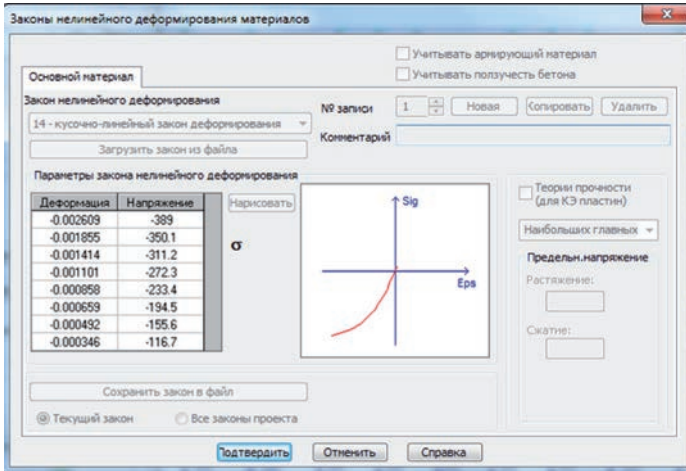 Законы нелинейного деформирования материалов
Учитывать армирующий материал
Учитывать ползучесть бетона
Основной материал
Закон нелинейного деформирования
№ записи 1 Новая Копировать Удалить
14 - кусочно-линейный закон деформирования
Загрузить закон из файла
Комментарий
Параметры закона нелинейного деформирования
Деформация Напряжение
-0.002609 -389
-0.001855 -350.1
-0.001414 -311.2
-0.001101 -272.3
-0.000858 -233.4
-0.000659 -194.5
-0.000492 -155.6
-0.000346 -116.7
Нарисовать
σ
Sig
Eps
Теории прочности
(для КЭ пластин)
Наибольших главных
Предельн.напряжение
Растяжение:
Сжатие:
Сохранить закон в файл
Текущий закон Все законы проекта
Подтвердить Отменить Справка